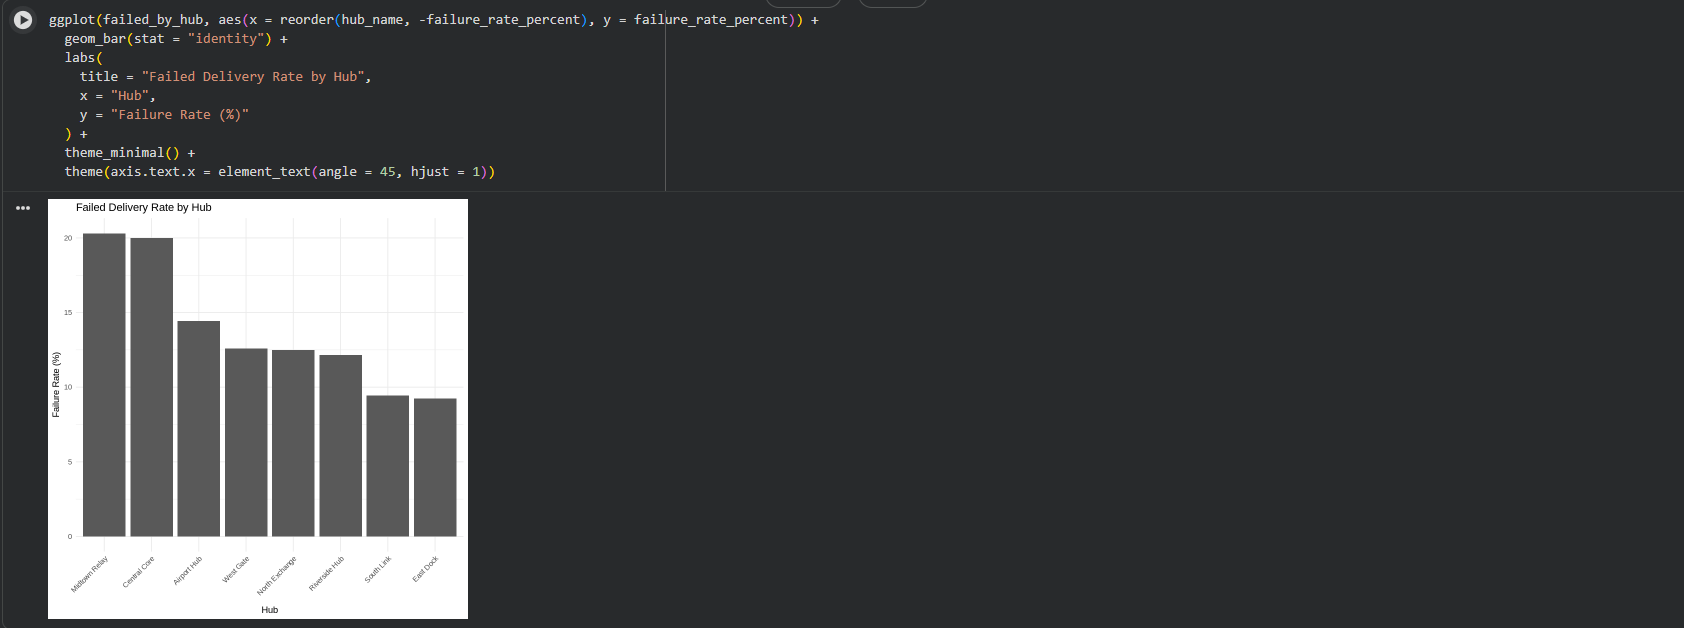 ggplot(failed_by_hub, aes(x = reorder(hub_name, -failure_rate_percent), y = failure_rate_percent)) +
  geom_bar(stat = "identity") +
  labs(
    title = "Failed Delivery Rate by Hub",
    x = "Hub",
    y = "Failure Rate (%)"
  ) +
  theme_minimal() +
  theme(axis.text.x = element_text(angle = 45, hjust = 1))
Failed Delivery Rate by Hub
Failure Rate (%)
20
15
10
5
0
Midtown Relay
Central Core
Airport Hub
West Gate
North Exchange
Riverside Hub
South Link
East Dock
Hub